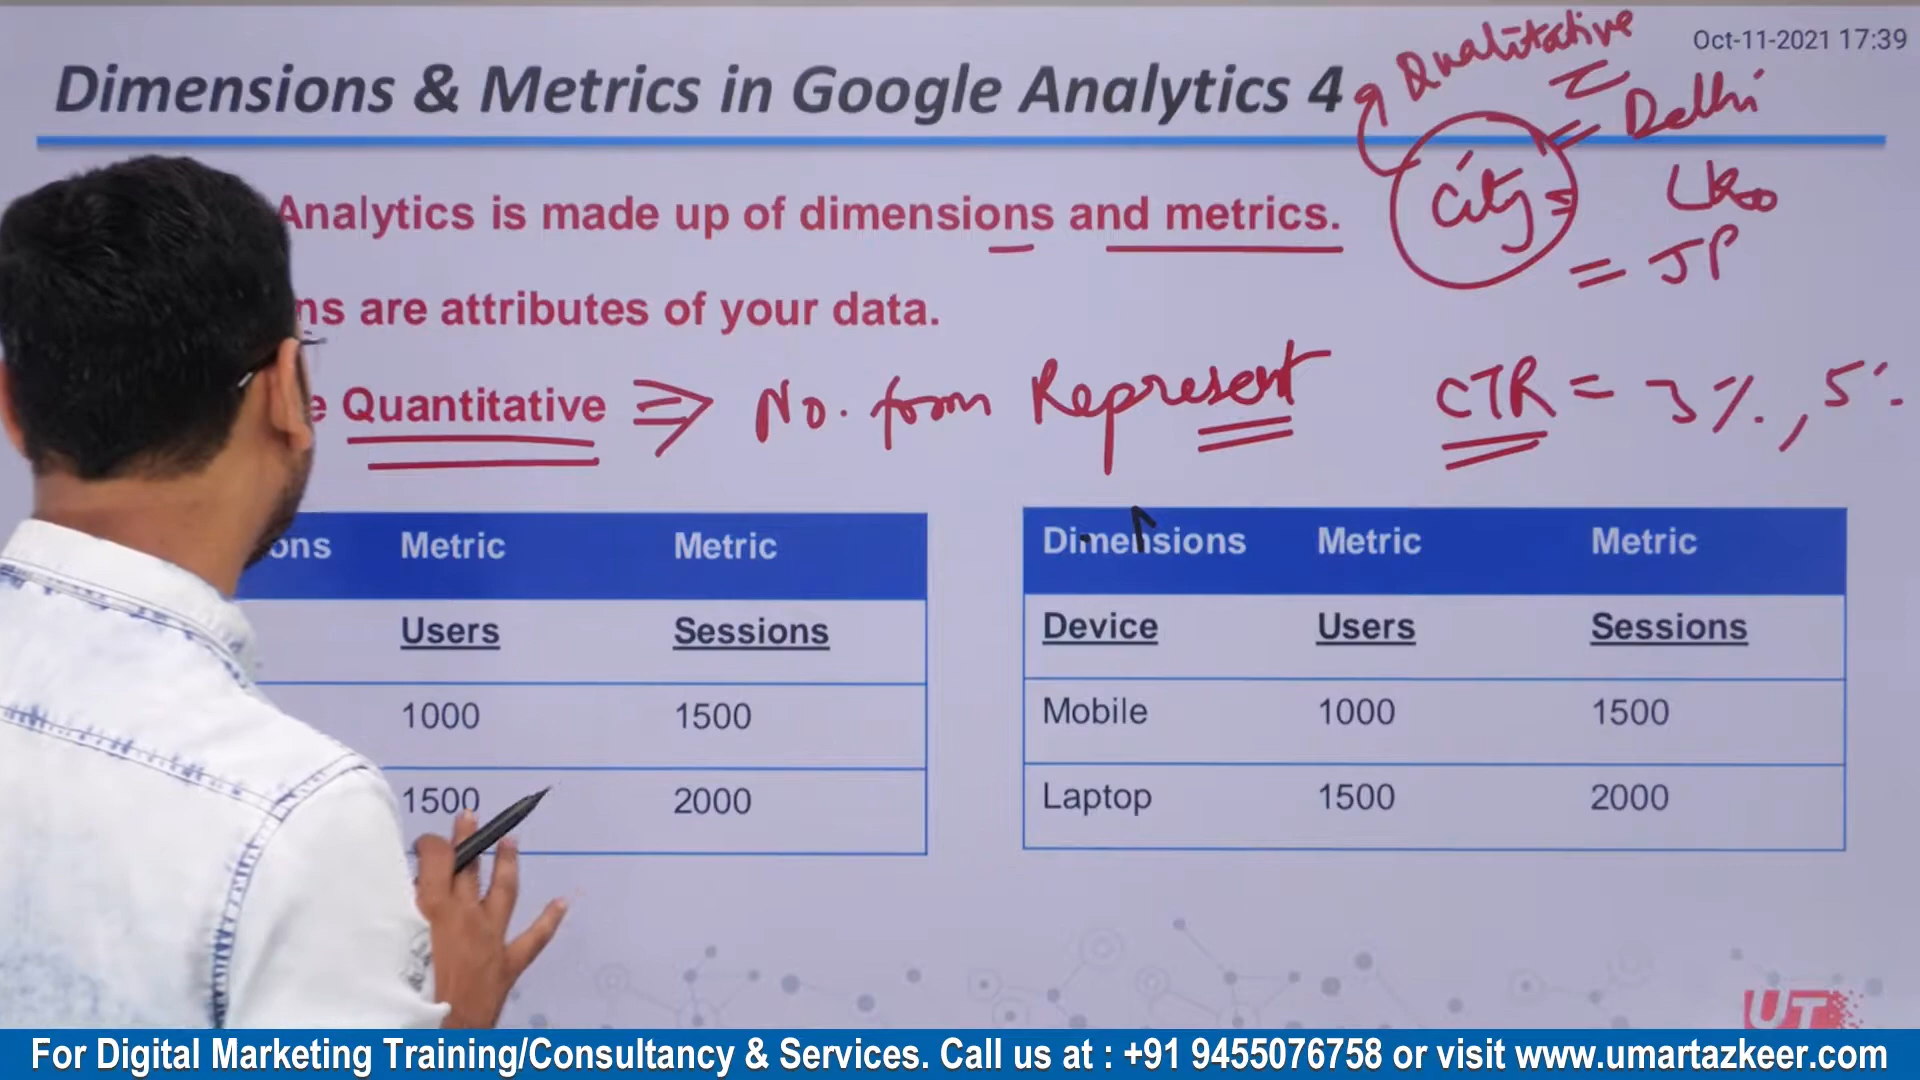 Oct-11-2021 17:39
Dimensions & Metrics in Google Analytics 4
Qualitative
Analytics is made up of dimensions and metrics.
City = Delhi
= Lko
= JP
ns are attributes of your data.
e Quantitative ⇒ No. form Represent
CTR = 3%, 5%
ons Metric Metric
Users Sessions
1000 1500
1500 2000
Dimensions Metric Metric
Device Users Sessions
Mobile 1000 1500
Laptop 1500 2000
UT
For Digital Marketing Training/Consultancy & Services. Call us at : +91 9455076758 or visit www.umartazkeer.com